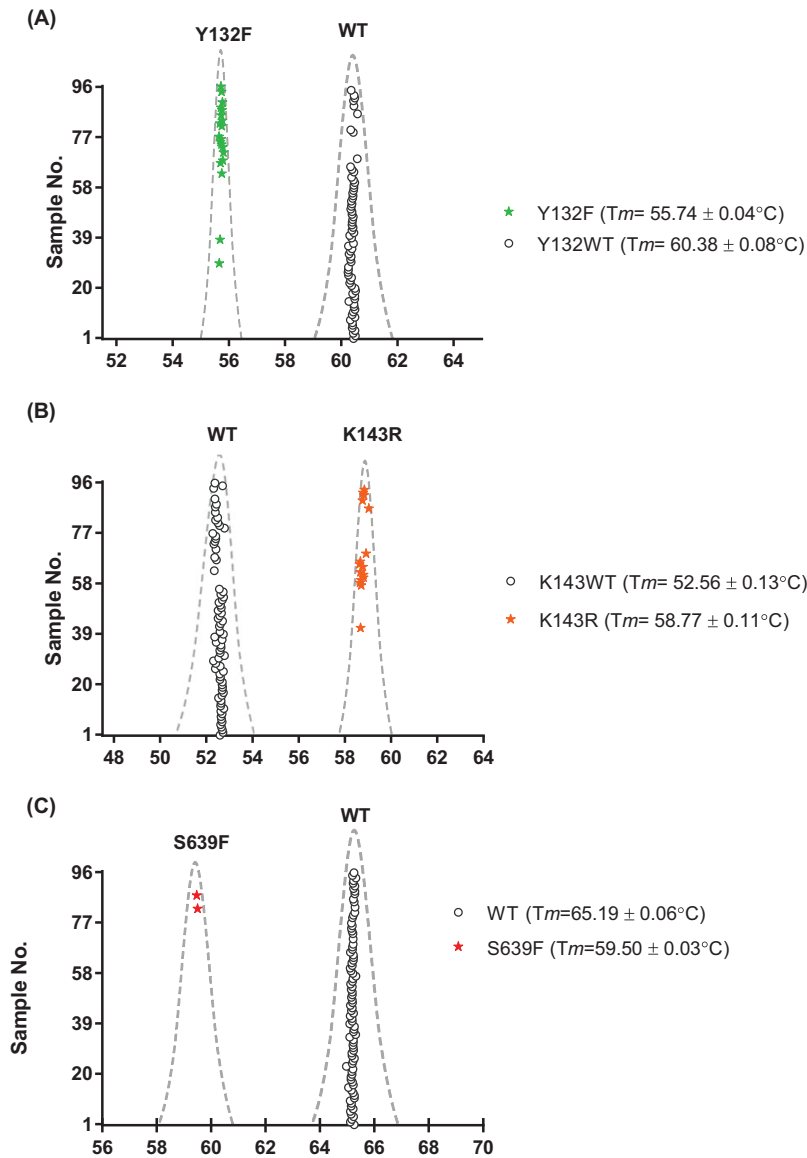 (A)
Y132F
WT
Sample No.
96
77
58
39
20
1
52
54
56
58
60
62
64
Y132F (Tm= 55.74 ± 0.04°C)
Y132WT (Tm= 60.38 ± 0.08°C)
(B)
WT
K143R
Sample No.
96
77
58
39
20
1
48
50
52
54
56
58
60
62
64
K143WT (Tm= 52.56 ± 0.13°C)
K143R (Tm= 58.77 ± 0.11°C)
(C)
S639F
WT
Sample No.
96
77
58
39
20
1
56
58
60
62
64
66
68
70
WT (Tm=65.19 ± 0.06°C)
S639F (Tm=59.50 ± 0.03°C)